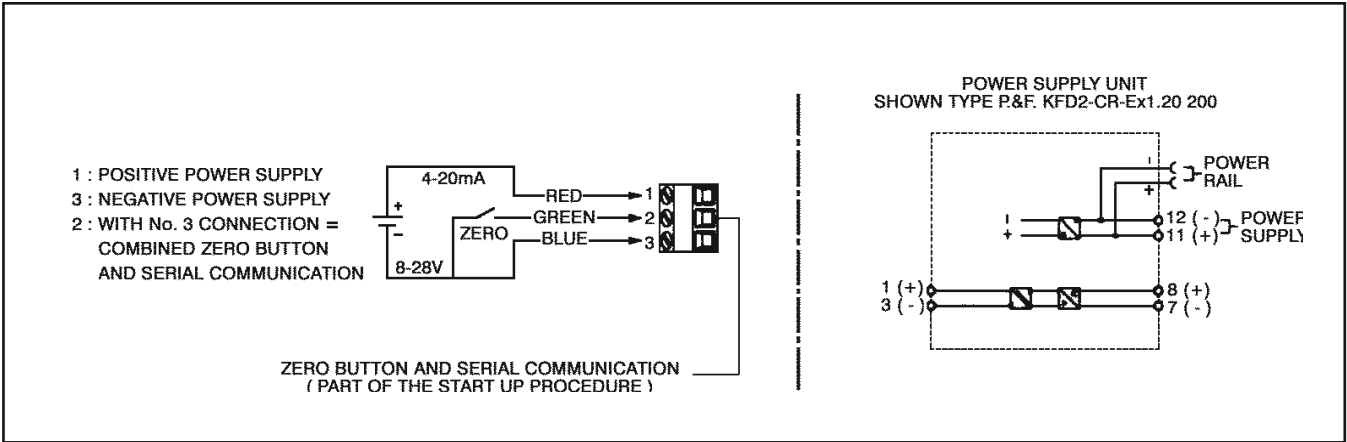 1 : POSITIVE POWER SUPPLY
3 : NEGATIVE POWER SUPPLY
2 : WITH No. 3 CONNECTION =
COMBINED ZERO BUTTON
AND SERIAL COMMUNICATION
4-20mA
+
-
8-28V
ZERO
RED
GREEN
BLUE
1
2
3
ZERO BUTTON AND SERIAL COMMUNICATION
( PART OF THE START UP PROCEDURE )
POWER SUPPLY UNIT
SHOWN TYPE P.&F. KFD2-CR-Ex1.20 200
-
+
POWER
RAIL
-
+
12 (-)
11 (+)
POWER
SUPPLY
1 (+)
3 (-)
8 (+)
7 (-)